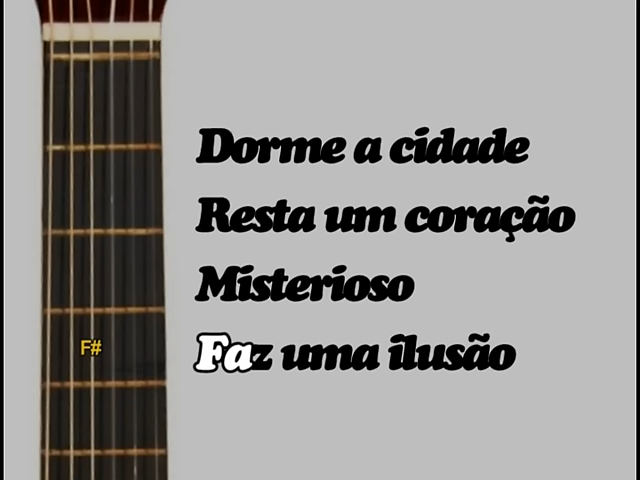 Dorme a cidade
Resta um coração
Misterioso
F#
Faz uma ilusão